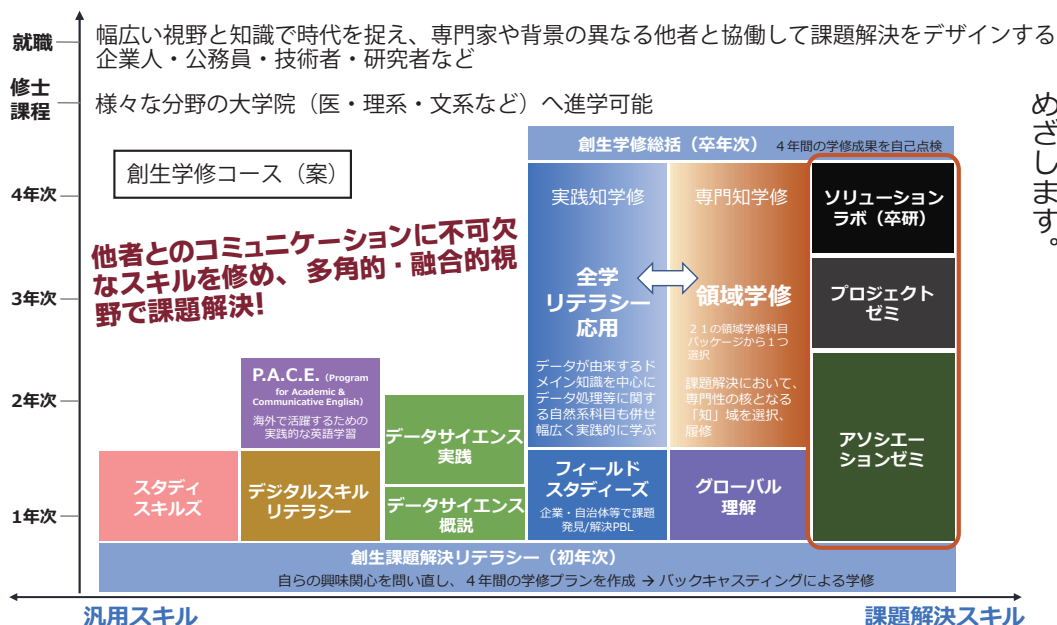 就職
幅広い視野と知識で時代を捉え、専門家や背景の異なる他者と協働して課題解決をデザインする
企業人・公務員・技術者・研究者など
修士
課程
様々な分野の大学院（医・理系・文系など）へ進学可能
めざします。
創生学修総括（卒年次） 4年間の学修成果を自己点検
創生学修コース（案）
4年次
実践知学修
専門知学修
ソリューション
ラボ（卒研）
他者とのコミュニケーションに不可欠
なスキルを修め、多角的・融合的視
野で課題解決!
3年次
全学
リテラシー
応用
領域学修
２１の領域学修科目
パッケージから１つ
選択
プロジェクト
ゼミ
データが由来するド
メイン知識を中心に
データ処理等に関す
る自然系科目も併せ
幅広く実践的に学ぶ
課題解決において、
専門性の核となる
「知」域を選択、
履修
2年次
P.A.C.E. (Program
for Academic &
Communicative English)
海外で活躍するための
実践的な英語学習
データサイエンス
実践
アソシエー
ションゼミ
1年次
スタディ
スキルズ
デジタルスキル
リテラシー
データサイエンス
概説
フィールド
スタディーズ
企業・自治体等で課題
発見/解決PBL
グローバル
理解
創生課題解決リテラシー（初年次）
自らの興味関心を問い直し、４年間の学修プランを作成 → バックキャスティングによる学修
汎用スキル
課題解決スキル